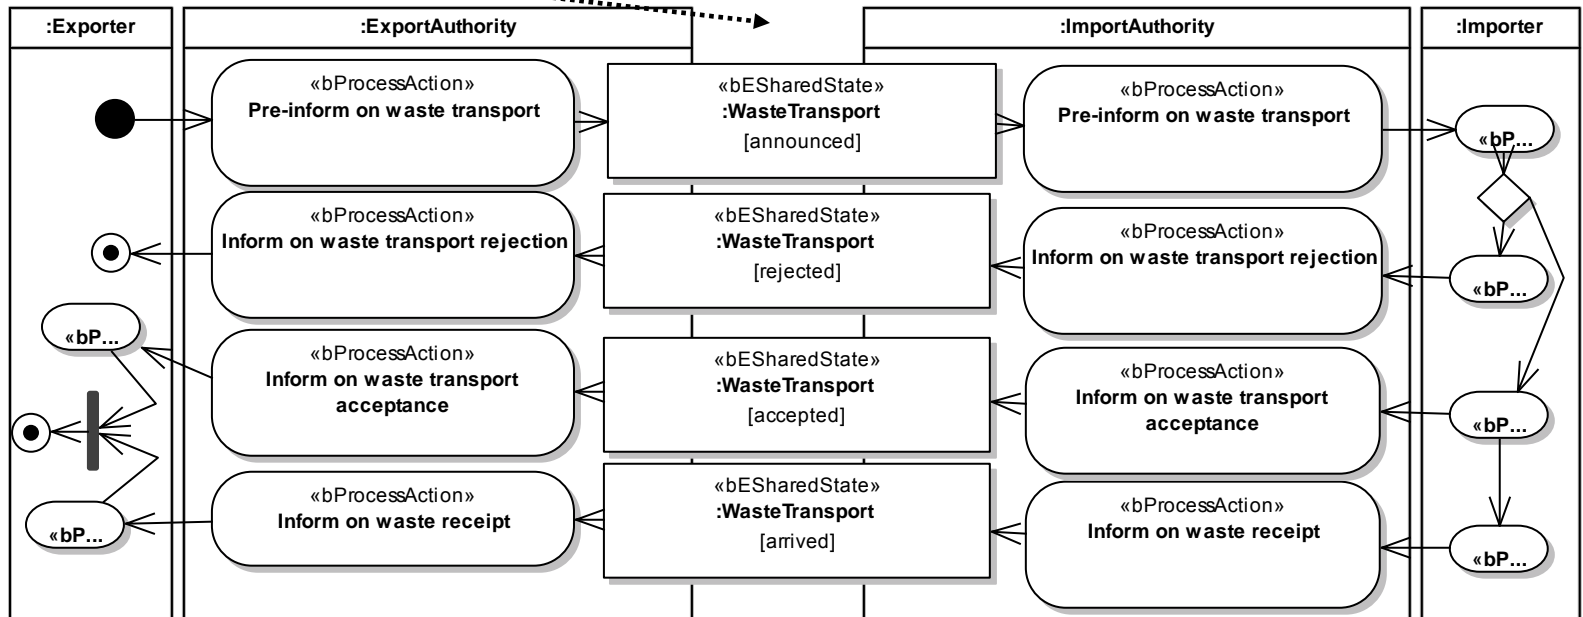 :Exporter
:ExportAuthority
:ImportAuthority
:Importer
«bProcessAction»
Pre-inform on waste transport
«bESharedState»
:WasteTransport
[announced]
«bProcessAction»
Pre-inform on waste transport
«bP...
«bProcessAction»
Inform on waste transport rejection
«bESharedState»
:WasteTransport
[rejected]
«bProcessAction»
Inform on waste transport rejection
«bP...
«bP...
«bProcessAction»
Inform on waste transport
acceptance
«bESharedState»
:WasteTransport
[accepted]
«bProcessAction»
Inform on waste transport
acceptance
«bP...
«bP...
«bProcessAction»
Inform on waste receipt
«bESharedState»
:WasteTransport
[arrived]
«bProcessAction»
Inform on waste receipt
«bP...